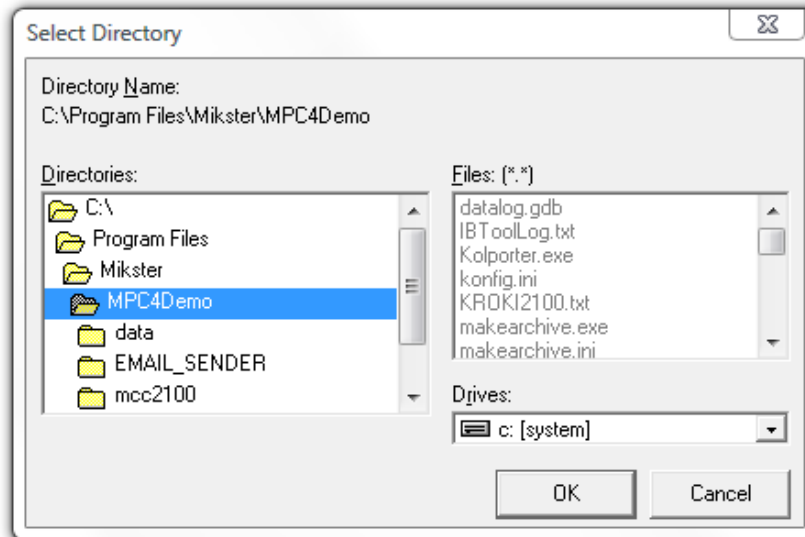 Select Directory
Directory Name:
C:\Program Files\Mikster\MPC4Demo
Directories:
C:\
Program Files
Mikster
MPC4Demo
data
EMAIL_SENDER
mcc2100
Files: (*.*)
datalog.gdb
IBToolLog.txt
Kolporter.exe
konfig.ini
KROKI2100.txt
makearchive.exe
makearchive.ini
Drives:
c: [system]
OK
Cancel